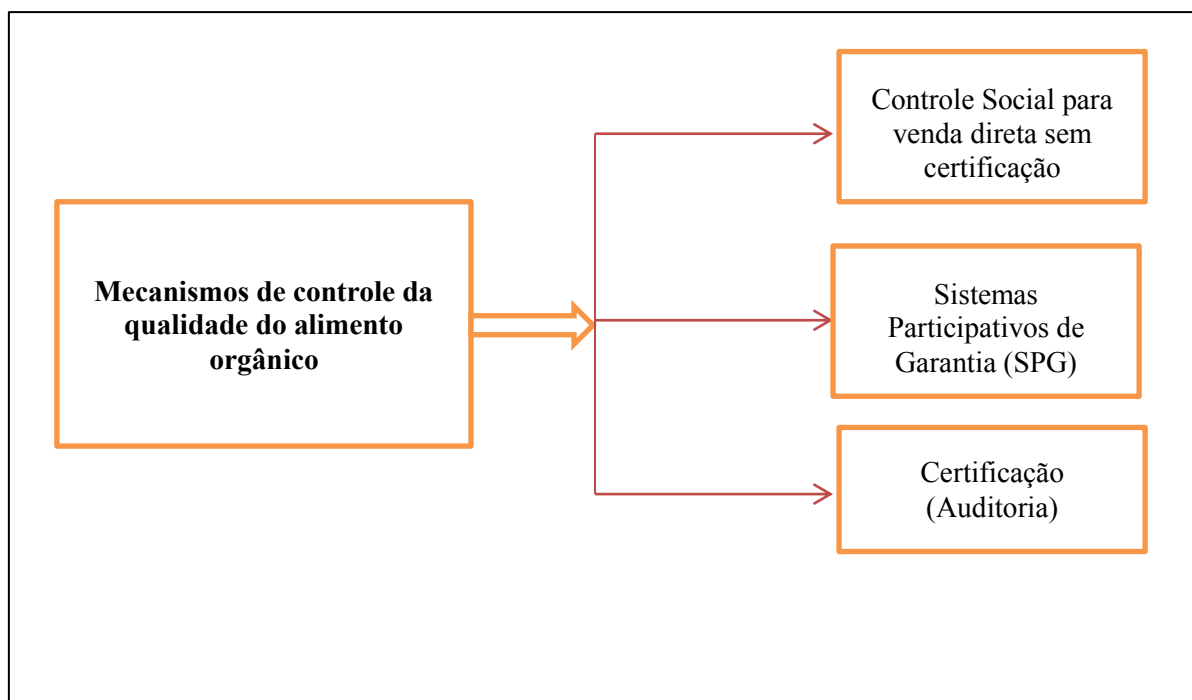 Mecanismos de controle da
qualidade do alimento
orgânico
Controle Social para
venda direta sem
certificação
Sistemas
Participativos de
Garantia (SPG)
Certificação
(Auditoria)